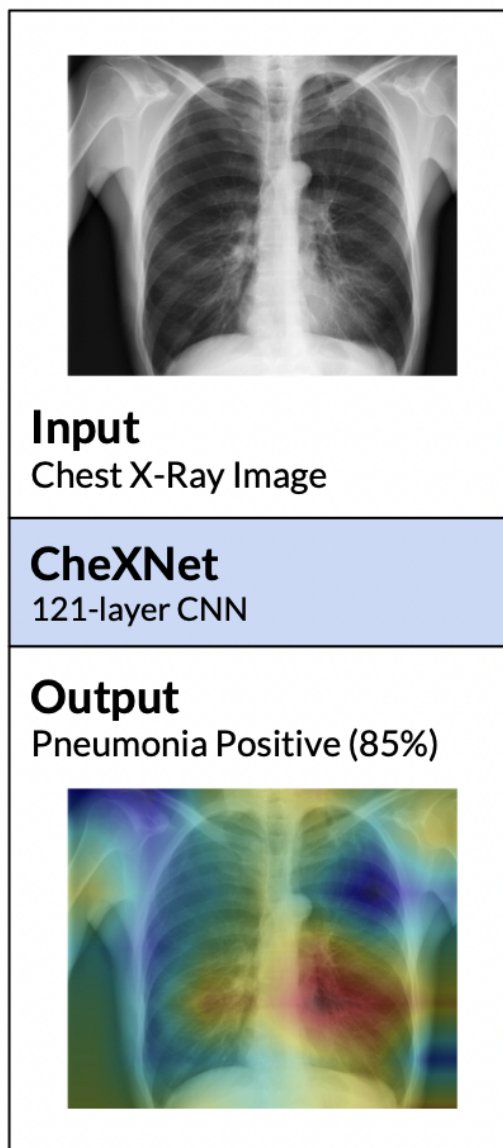 Input
Chest X-Ray Image
CheXNet
121-layer CNN
Output
Pneumonia Positive (85%)